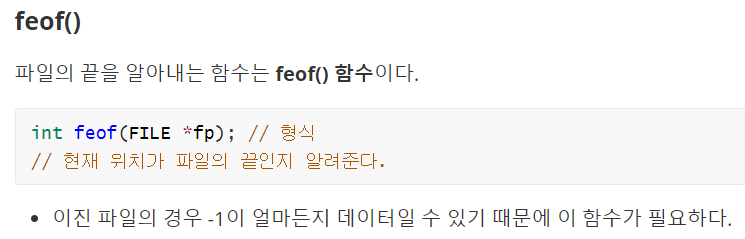 feof()
파일의 끝을 알아내는 함수는 feof() 함수이다.
int feof(FILE *fp); // 형식
// 현재 위치가 파일의 끝인지 알려준다.
• 이진 파일의 경우 -1이 얼마든지 데이터일 수 있기 때문에 이 함수가 필요하다.